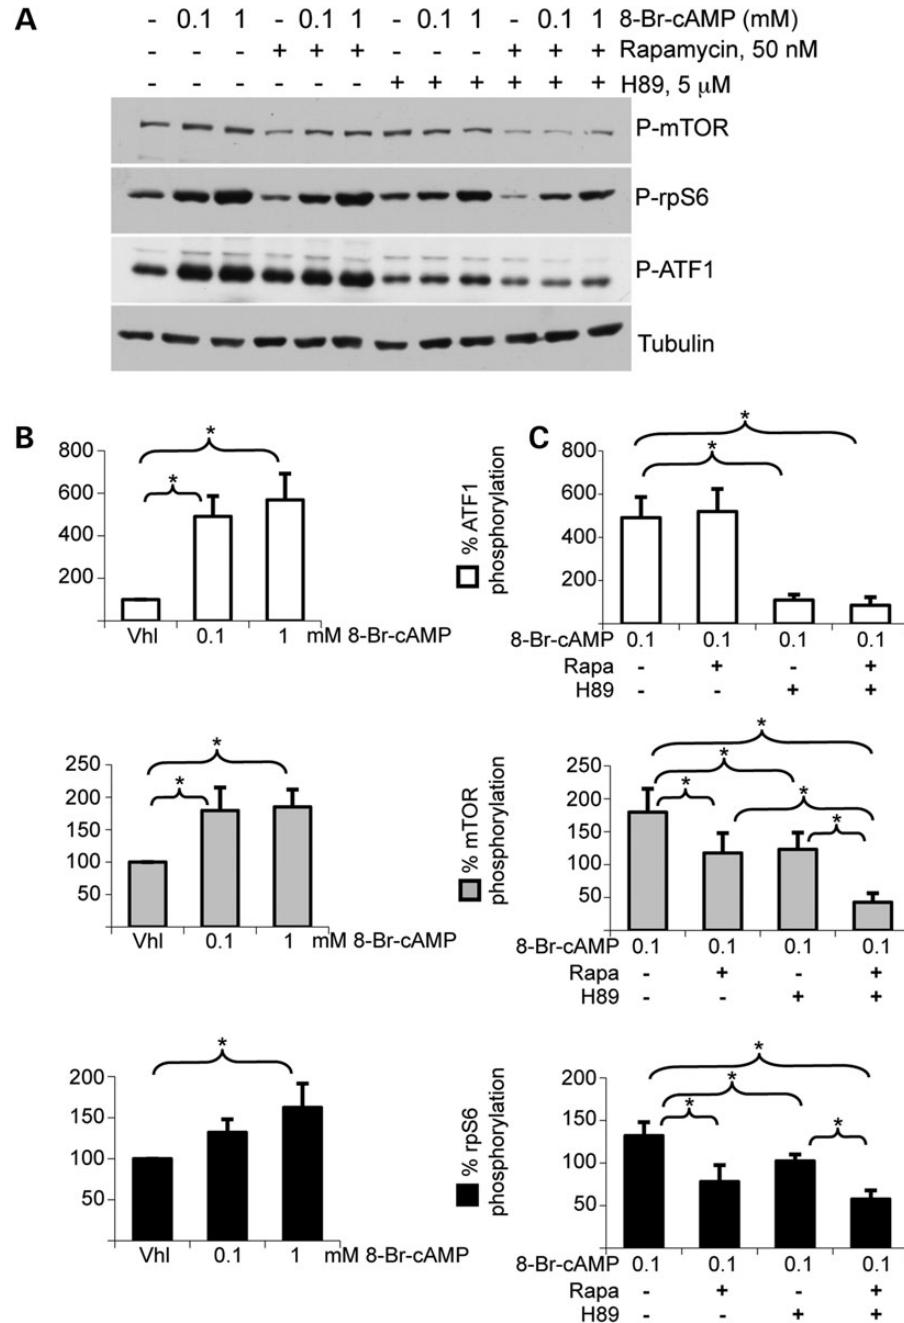 A
- 0.1 1 - 0.1 1 - 0.1 1 - 0.1 1 8-Br-cAMP (mM)
- - - + + + - - - + + + Rapamycin, 50 nM
- - - - - - + + + + + + H89, 5 μM
P-mTOR
P-rpS6
P-ATF1
Tubulin
B
800
600
400
200
* *
Vhl 0.1 1 mM 8-Br-cAMP
% ATF1
phosphorylation
C
800
600
400
200
* *
8-Br-cAMP 0.1 0.1 0.1 0.1
Rapa - + - +
H89 - - + +
250
200
150
100
50
* *
Vhl 0.1 1 mM 8-Br-cAMP
% mTOR
phosphorylation
250
200
150
100
50
* * * * *
8-Br-cAMP 0.1 0.1 0.1 0.1
Rapa - + - +
H89 - - + +
200
150
100
50
*
Vhl 0.1 1 mM 8-Br-cAMP
% rpS6
phosphorylation
200
150
100
50
* * * *
8-Br-cAMP 0.1 0.1 0.1 0.1
Rapa - + - +
H89 - - + +